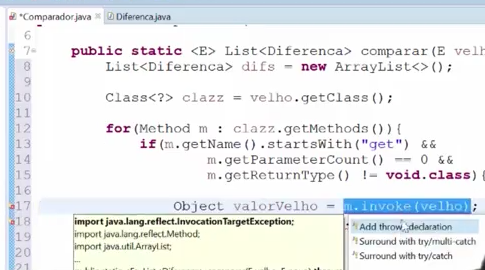 *Comparador.java
Diferenca.java
6
7 public static <E> List<Diferenca> comparar(E velh
8 List<Diferenca> difs = new ArrayList<>();
9
10 Class<?> clazz = velho.getClass();
11
12 for(Method m : clazz.getMethods()){
13 if(m.getName().startsWith("get") &&
14 m.getParameterCount() == 0 &&
15 m.getReturnType() != void.class){
16
17 Object valorVelho = m.invoke(velho);
18
import java.lang.reflect.InvocationTargetException;
import java.lang.reflect.Method;
import java.util.ArrayList;
...
Add throws declaration
Surround with try/multi-catch
Surround with try/catch